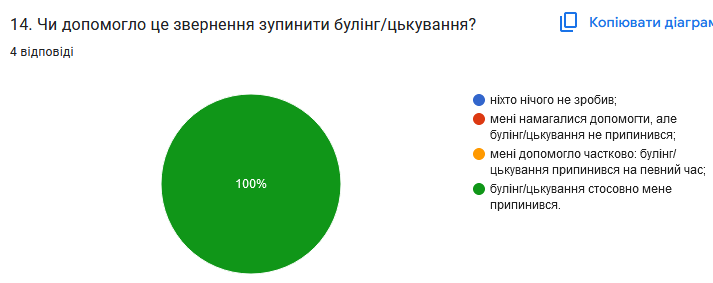 14. Чи допомогло це звернення зупинити булінг/цькування?
Копіювати діаграм
4 відповіді
100%
ніхто нічого не зробив;
мені намагалися допомогти, але
булінг/цькування не припинився;
мені допомогло частково: булінг/
цькування припинився на певний час;
булінг/цькування стосовно мене
припинився.